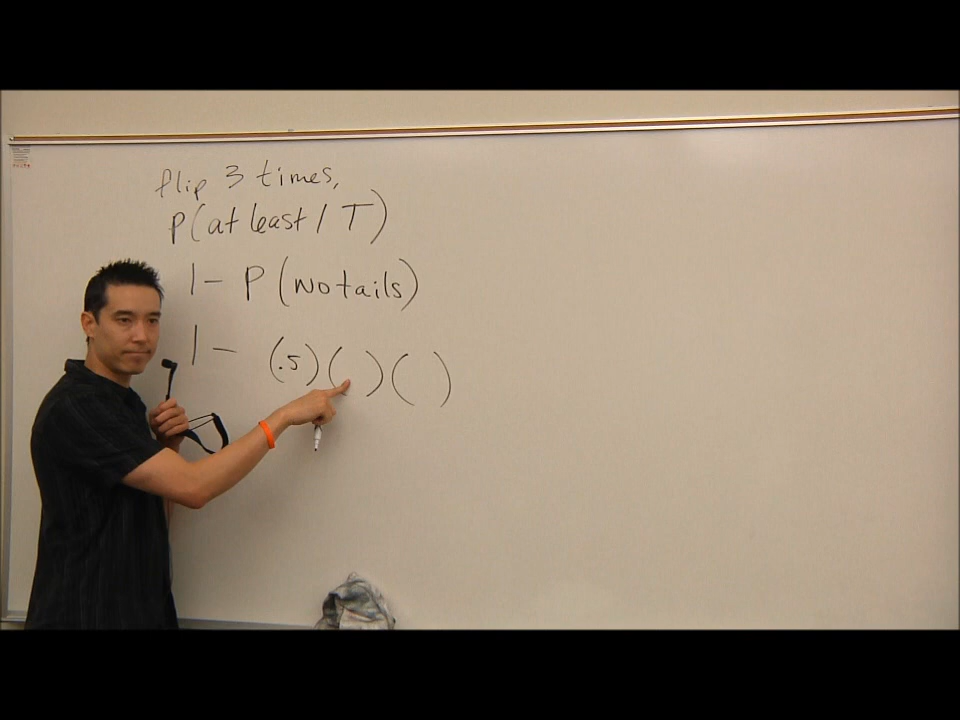 flip 3 times,
P(at least 1 T)
1 - P (No tails)
1 - (.5)( )( )